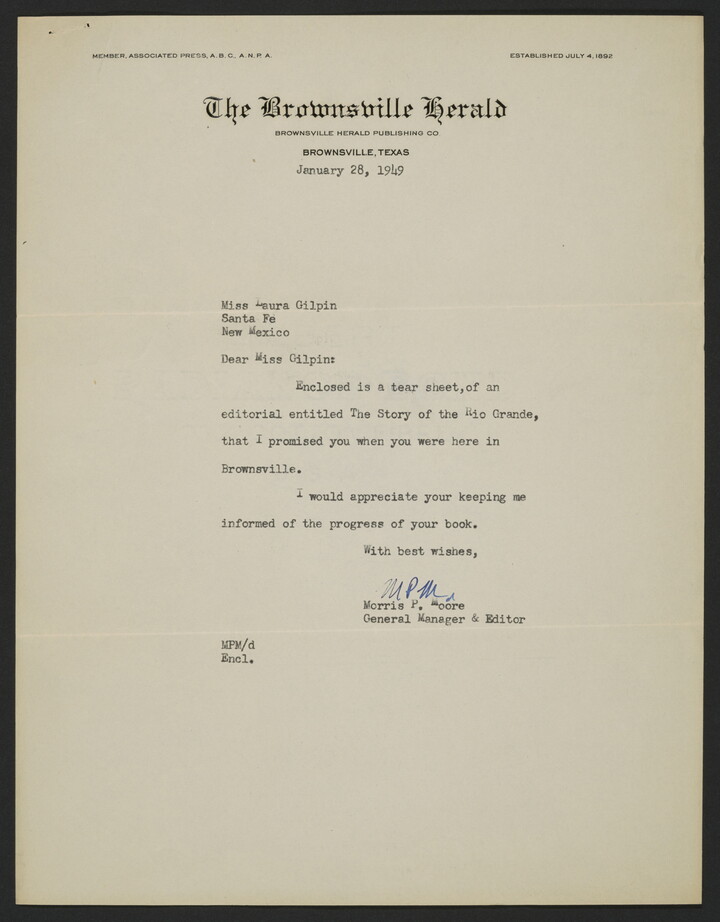 MEMBER, ASSOCIATED PRESS, A.B.C., A.N.P.A.
ESTABLISHED JULY 4, 1892
The Brownsville Herald
BROWNSVILLE HERALD PUBLISHING CO
BROWNSVILLE, TEXAS
January 28, 1949
Miss Laura Gilpin
Santa Fe
New Mexico
Dear Miss Gilpin:
Enclosed is a tear sheet,of an
editorial entitled The Story of the Rio Grande,
that I promised you when you were here in
Brownsville.
I would appreciate your keeping me
informed of the progress of your book.
With best wishes,
MPM
Morris P. Moore
General Manager & Editor
MPM/d
Encl.